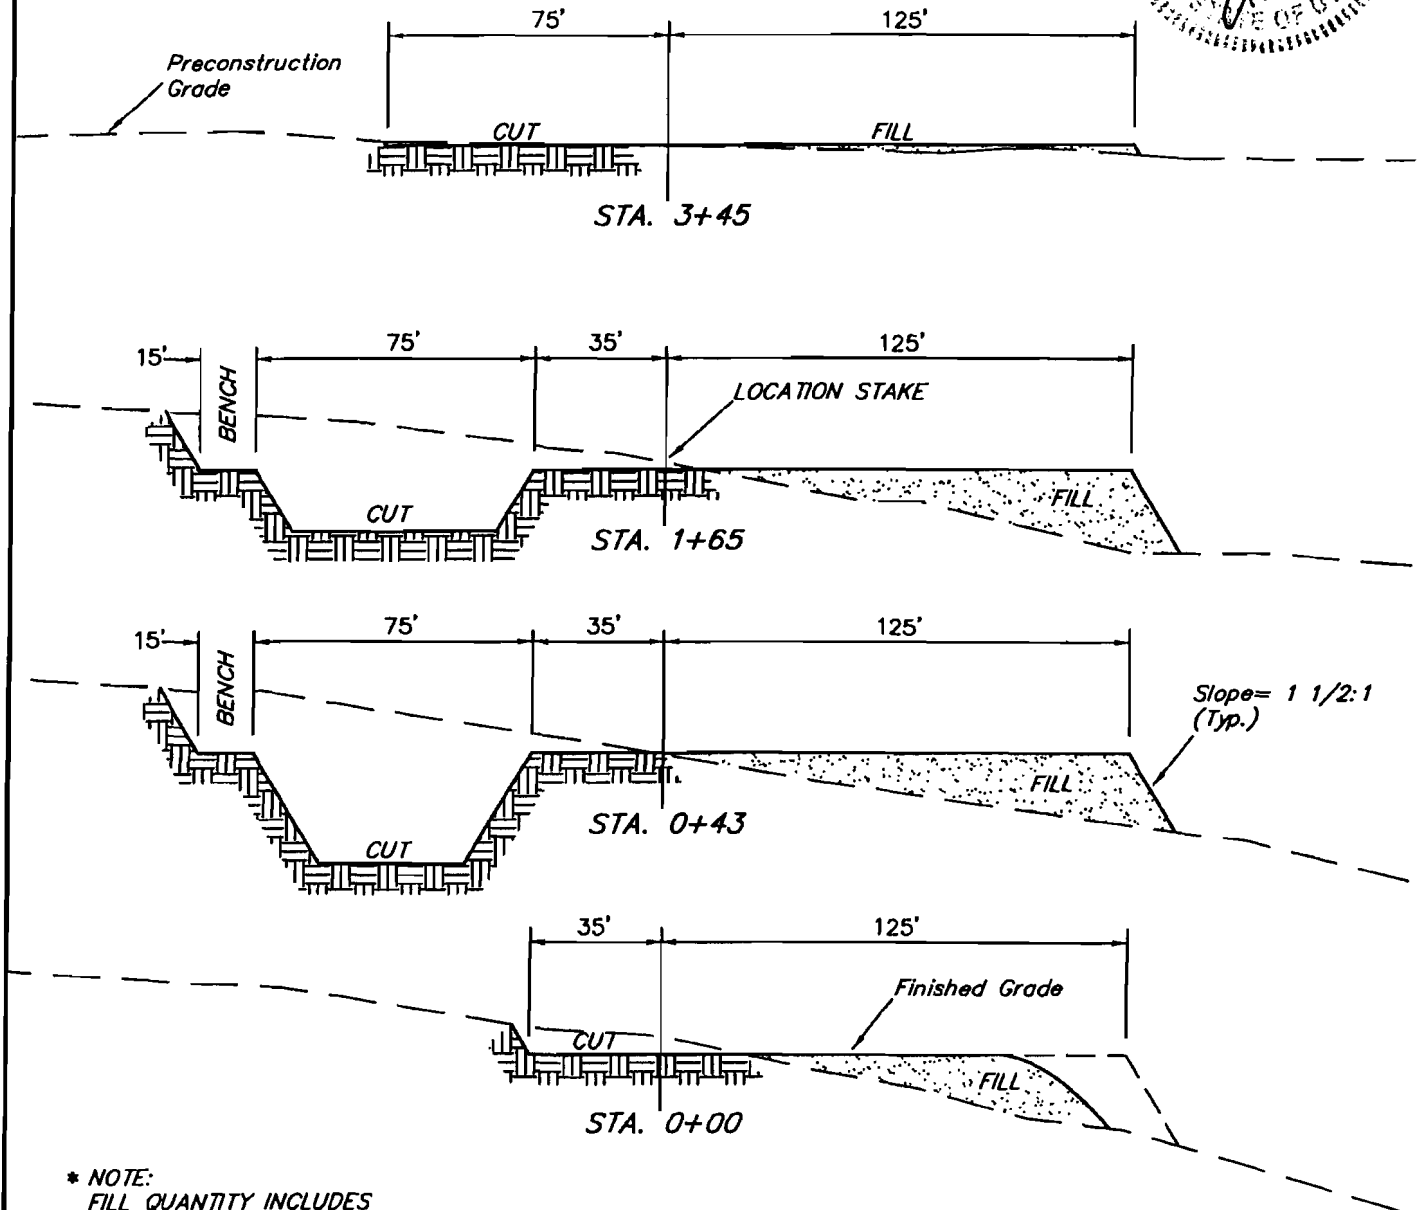 75' 125'
Preconstruction
Grade
CUT FILL
STA. 3+45
15' BENCH 75' 35' 125'
LOCATION STAKE
CUT FILL
STA. 1+65
15' BENCH 75' 35' 125'
Slope= 1 1/2:1
(Typ.)
FILL
STA. 0+43
CUT
35' 125'
Finished Grade
CUT
FILL
STA. 0+00
* NOTE:
FILL QUANTITY INCLUDES